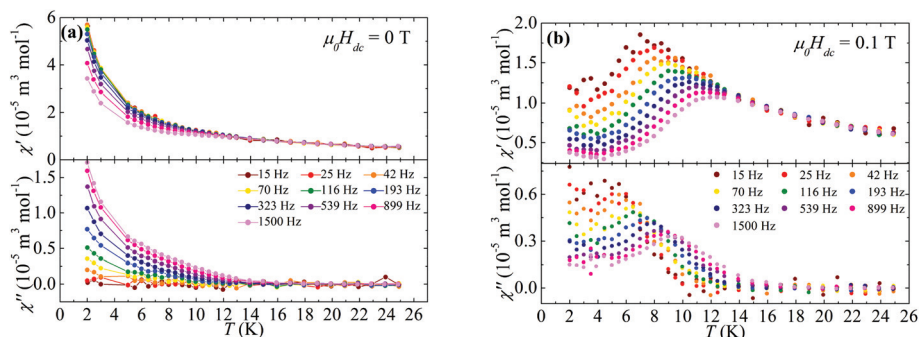 (a)
μ₀H_dc = 0 T
χ′ (10⁻⁵ m³ mol⁻¹)
6
4
2
0
15 Hz 25 Hz 42 Hz
70 Hz 116 Hz 193 Hz
323 Hz 539 Hz 899 Hz
1500 Hz
χ″ (10⁻⁵ m³ mol⁻¹)
1.5
1.0
0.5
0.0
0 2 4 6 8 10 12 14 16 18 20 22 24 26
T (K)
(b)
μ₀H_dc = 0.1 T
χ′ (10⁻⁵ m³ mol⁻¹)
2.0
1.5
1.0
0.5
15 Hz 25 Hz 42 Hz
70 Hz 116 Hz 193 Hz
323 Hz 539 Hz 899 Hz
1500 Hz
χ″ (10⁻⁵ m³ mol⁻¹)
0.6
0.3
0.0
0 2 4 6 8 10 12 14 16 18 20 22 24 26
T (K)